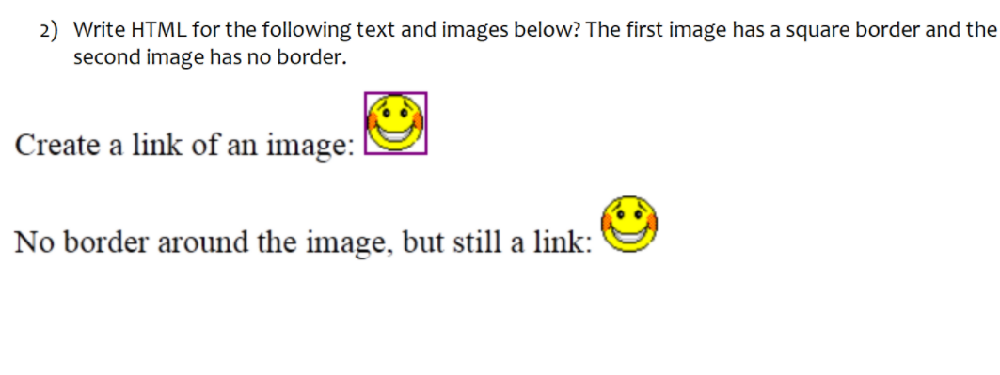 2) Write HTML for the following text and images below? The first image has a square border and the
second image has no border.
Create a link of an image:
No border around the image, but still a link: